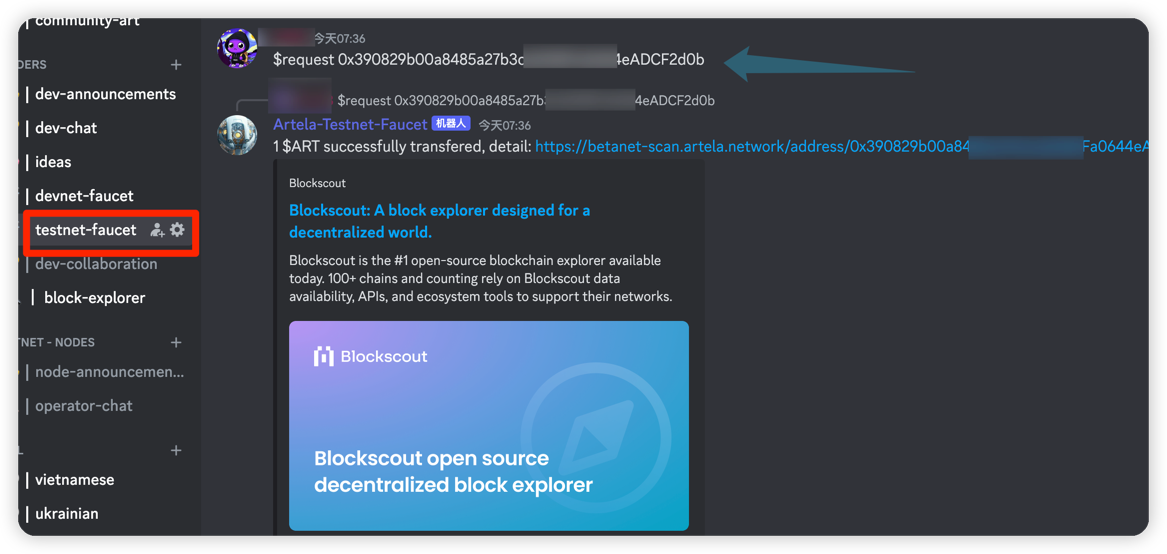 community-art
DERS
dev-announcements
dev-chat
ideas
devnet-faucet
testnet-faucet
dev-collaboration
block-explorer
TNET - NODES
node-announcemen...
operator-chat
L
vietnamese
ukrainian
今天07:36
$request 0x390829b00a8485a27b3c 4eADCF2d0b
$request 0x390829b00a8485a27b 4eADCF2d0b
Artela-Testnet-Faucet 机器人 今天07:36
1 $ART successfully transfered, detail: https://betanet-scan.artela.network/address/0x390829b00a84 Fa0644eA
Blockscout
Blockscout: A block explorer designed for a
decentralized world.
Blockscout is the #1 open-source blockchain explorer available
today. 100+ chains and counting rely on Blockscout data
availability, APIs, and ecosystem tools to support their networks.
Blockscout
Blockscout open source
decentralized block explorer